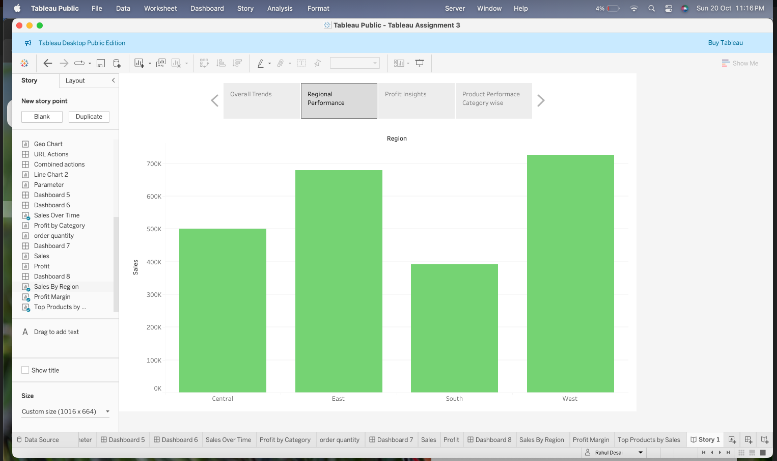 Tableau Public File Data Worksheet Dashboard Story Analysis Format Server Window Help 4% Sun 20 Oct 11:16 PM
Tableau Public - Tableau Assignment 3
Tableau Desktop Public Edition Buy Tableau
Show Me
Story Layout
New story point
Blank Duplicate
Geo Chart
URL Actions
Combined actions
Line Chart 2
Parameter
Dashboard 5
Dashboard 6
Sales Over Time
Profit by Category
order quantity
Dashboard 7
Sales
Profit
Dashboard 8
Sales By Region
Profit Margin
Top Products by ...
A Drag to add text
Show title
Size
Custom size (1016 x 664)
Overall Trends
Regional
Performance
Profit Insights
Product Performace
Category wise
Region
Sales
700K
600K
500K
400K
300K
200K
100K
0K
Central East South West
Data Source neter Dashboard 5 Dashboard 6 Sales Over Time Profit by Category order quantity Dashboard 7 Sales Profit Dashboard 8 Sales By Region Profit Margin Top Products by Sales Story 1
Rahul Desa